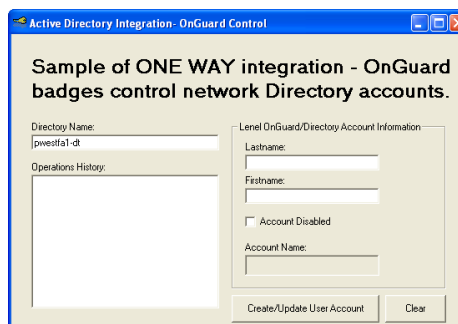 Active Directory Integration- OnGuard Control
Sample of ONE WAY integration - OnGuard
badges control network Directory accounts.
Directory Name:
pwestfa1-dt
Operations History:
Lenel OnGuard/Directory Account Information
Lastname:
Firstname:
Account Disabled
Account Name:
Create/Update User Account
Clear